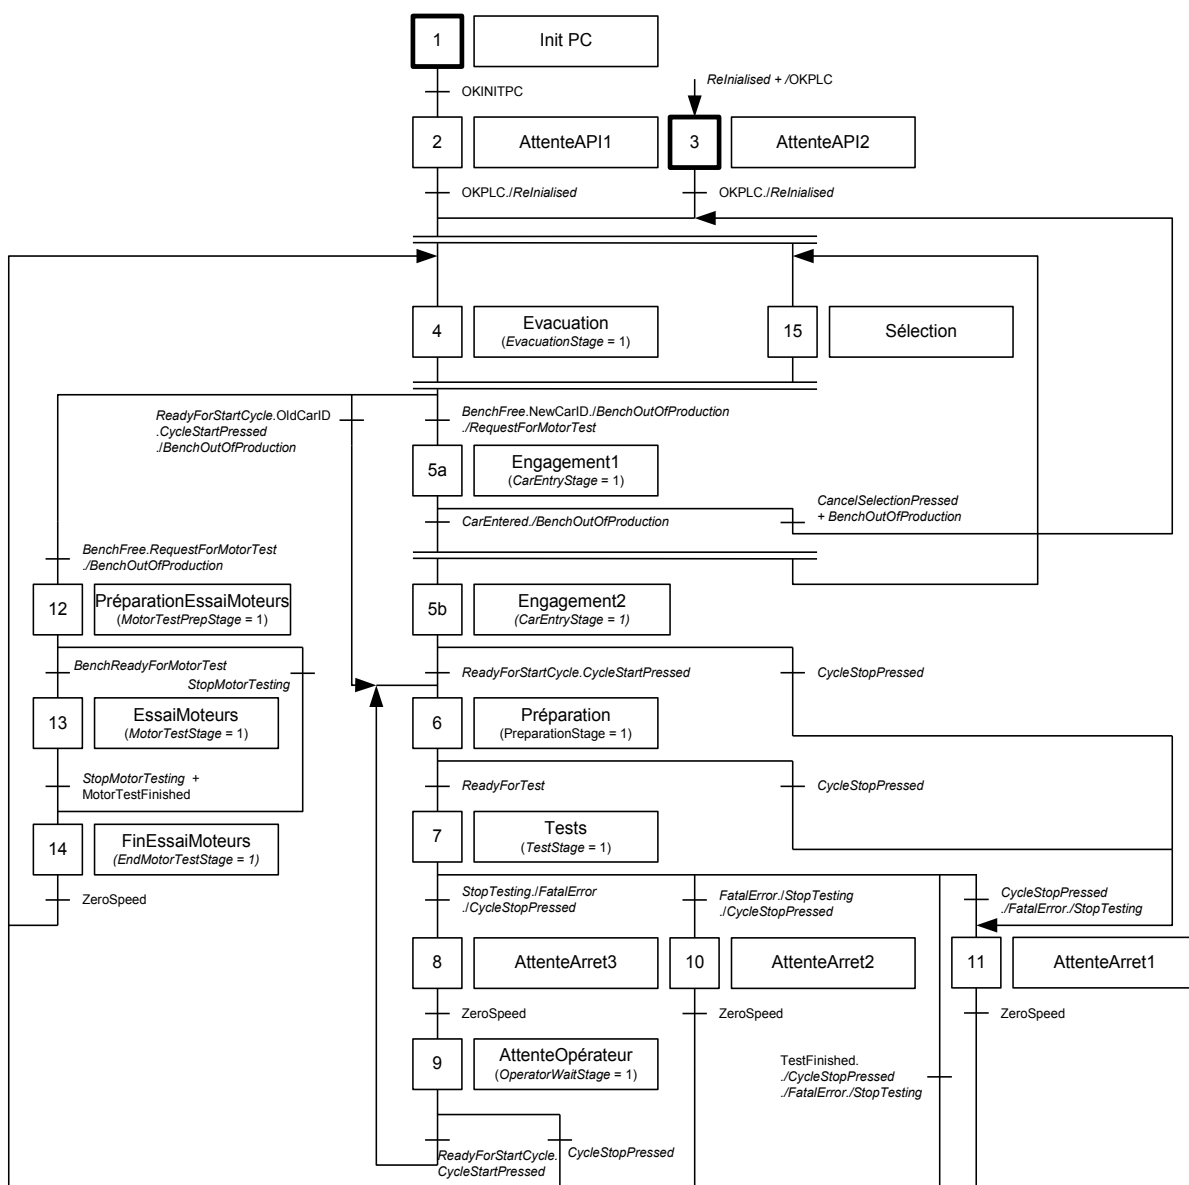 1
Init PC
OKINITPC
ReInialised + /OKPLC
2
AttenteAPI1
3
AttenteAPI2
OKPLC./ReInialised
OKPLC./ReInialised
4
Evacuation
(EvacuationStage = 1)
15
Sélection
ReadyForStartCycle.OldCarID
.CycleStartPressed
./BenchOutOfProduction
BenchFree.NewCarID./BenchOutOfProduction
./RequestForMotorTest
5a
Engagement1
(CarEntryStage = 1)
CarEntered./BenchOutOfProduction
CancelSelectionPressed
+ BenchOutOfProduction
BenchFree.RequestForMotorTest
./BenchOutOfProduction
12
PréparationEssaiMoteurs
(MotorTestPrepStage = 1)
5b
Engagement2
(CarEntryStage = 1)
BenchReadyForMotorTest
StopMotorTesting
ReadyForStartCycle.CycleStartPressed
CycleStopPressed
13
EssaiMoteurs
(MotorTestStage = 1)
6
Préparation
(PreparationStage = 1)
StopMotorTesting +
MotorTestFinished
ReadyForTest
CycleStopPressed
14
FinEssaiMoteurs
(EndMotorTestStage = 1)
7
Tests
(TestStage = 1)
ZeroSpeed
StopTesting./FatalError
./CycleStopPressed
FatalError./StopTesting
./CycleStopPressed
CycleStopPressed
./FatalError./StopTesting
8
AttenteArret3
10
AttenteArret2
11
AttenteArret1
ZeroSpeed
ZeroSpeed
ZeroSpeed
9
AttenteOpérateur
(OperatorWaitStage = 1)
TestFinished.
./CycleStopPressed
./FatalError./StopTesting
ReadyForStartCycle.
CycleStartPressed
CycleStopPressed